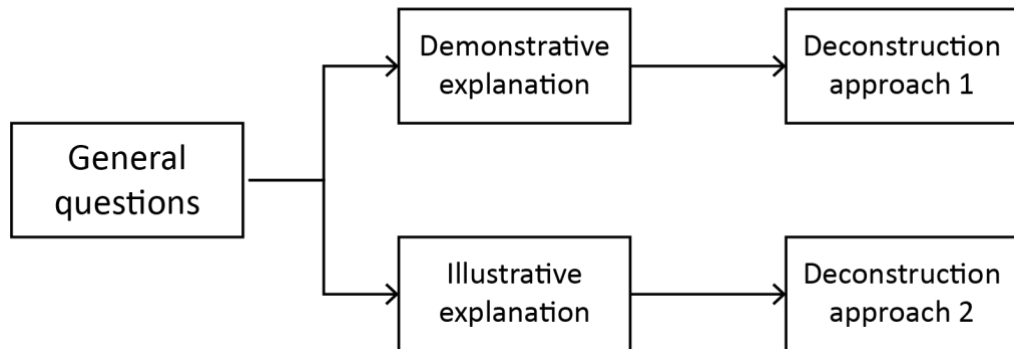 General
questions
Demonstrative
explanation
Deconstruction
approach 1
Illustrative
explanation
Deconstruction
approach 2